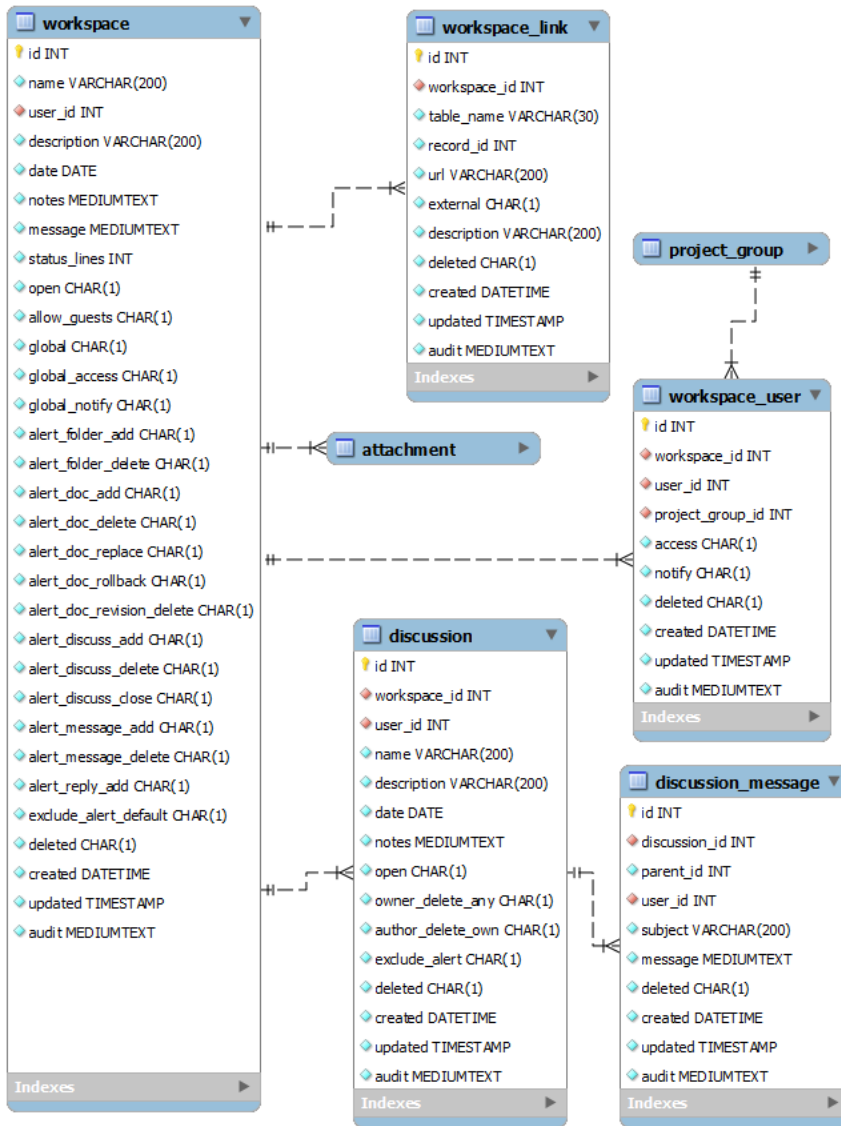 workspace
id INT
name VARCHAR(200)
user_id INT
description VARCHAR(200)
date DATE
notes MEDIUMTEXT
message MEDIUMTEXT
status_lines INT
open CHAR(1)
allow_guests CHAR(1)
global CHAR(1)
global_access CHAR(1)
global_notify CHAR(1)
alert_folder_add CHAR(1)
alert_folder_delete CHAR(1)
alert_doc_add CHAR(1)
alert_doc_delete CHAR(1)
alert_doc_replace CHAR(1)
alert_doc_rollback CHAR(1)
alert_doc_revision_delete CHAR(1)
alert_discuss_add CHAR(1)
alert_discuss_delete CHAR(1)
alert_discuss_close CHAR(1)
alert_message_add CHAR(1)
alert_message_delete CHAR(1)
alert_reply_add CHAR(1)
exclude_alert_default CHAR(1)
deleted CHAR(1)
created DATETIME
updated TIMESTAMP
audit MEDIUMTEXT
Indexes
workspace_link
id INT
workspace_id INT
table_name VARCHAR(30)
record_id INT
url VARCHAR(200)
external CHAR(1)
description VARCHAR(200)
deleted CHAR(1)
created DATETIME
updated TIMESTAMP
audit MEDIUMTEXT
Indexes
project_group
attachment
workspace_user
id INT
workspace_id INT
user_id INT
project_group_id INT
access CHAR(1)
notify CHAR(1)
deleted CHAR(1)
created DATETIME
updated TIMESTAMP
audit MEDIUMTEXT
Indexes
discussion
id INT
workspace_id INT
user_id INT
name VARCHAR(200)
description VARCHAR(200)
date DATE
notes MEDIUMTEXT
open CHAR(1)
owner_delete_any CHAR(1)
author_delete_own CHAR(1)
exclude_alert CHAR(1)
deleted CHAR(1)
created DATETIME
updated TIMESTAMP
audit MEDIUMTEXT
Indexes
discussion_message
id INT
discussion_id INT
parent_id INT
user_id INT
subject VARCHAR(200)
message MEDIUMTEXT
deleted CHAR(1)
created DATETIME
updated TIMESTAMP
audit MEDIUMTEXT
Indexes